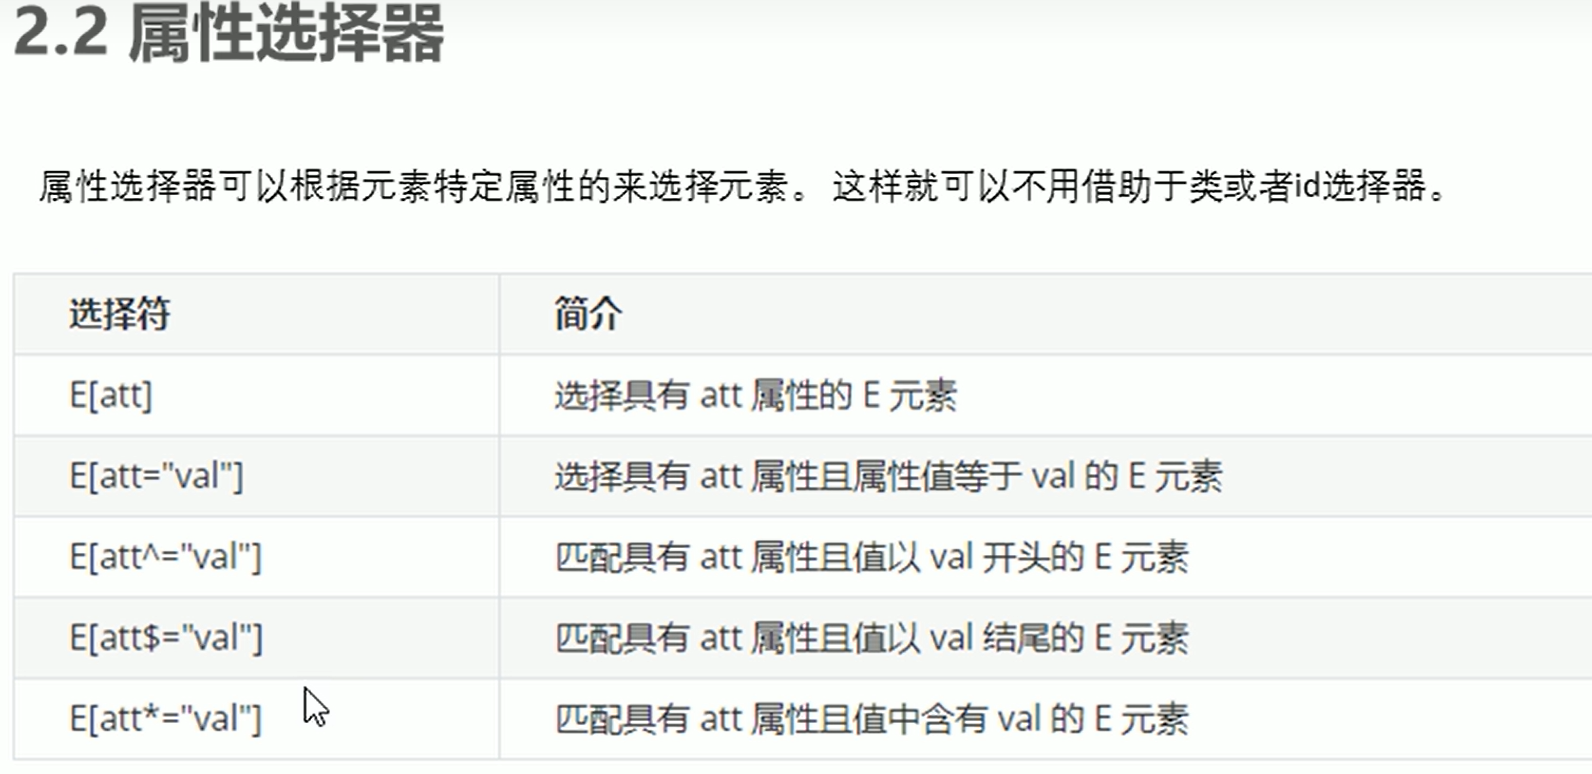 2.2 属性选择器
属性选择器可以根据元素特定属性的来选择元素。 这样就可以不用借助于类或者id选择器。
选择符 简介
E[att] 选择具有 att 属性的 E 元素
E[att="val"] 选择具有 att 属性且属性值等于 val 的 E 元素
E[att^="val"] 匹配具有 att 属性且值以 val 开头的 E 元素
E[att$="val"] 匹配具有 att 属性且值以 val 结尾的 E 元素
E[att*="val"] 匹配具有 att 属性且值中含有 val 的 E 元素